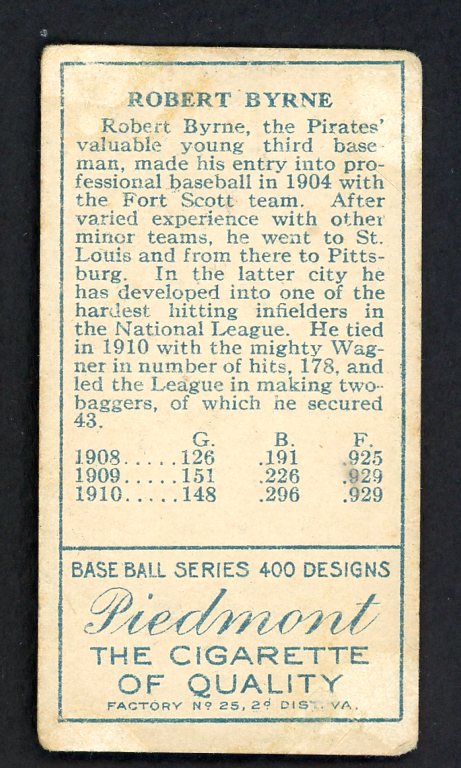 ROBERT BYRNE
Robert Byrne, the Pirates'
valuable young third base
man, made his entry into pro-
fessional baseball in 1904 with
the Fort Scott team. After
varied experience with other
minor teams, he went to St.
Louis and from there to Pitts-
burg. In the latter city he
has developed into one of the
hardest hitting infielders in
the National League. He tied
in 1910 with the mighty Wag-
ner in number of hits, 178, and
led the League in making two-
baggers, of which he secured
43.
G. B. F.
1908.....126 .191 .925
1909.....151 .226 .929
1910.....148 .296 .929
BASE BALL SERIES 400 DESIGNS
Piedmont
THE CIGARETTE
OF QUALITY
FACTORY Nº 25, 2ᵈ DIST. VA.